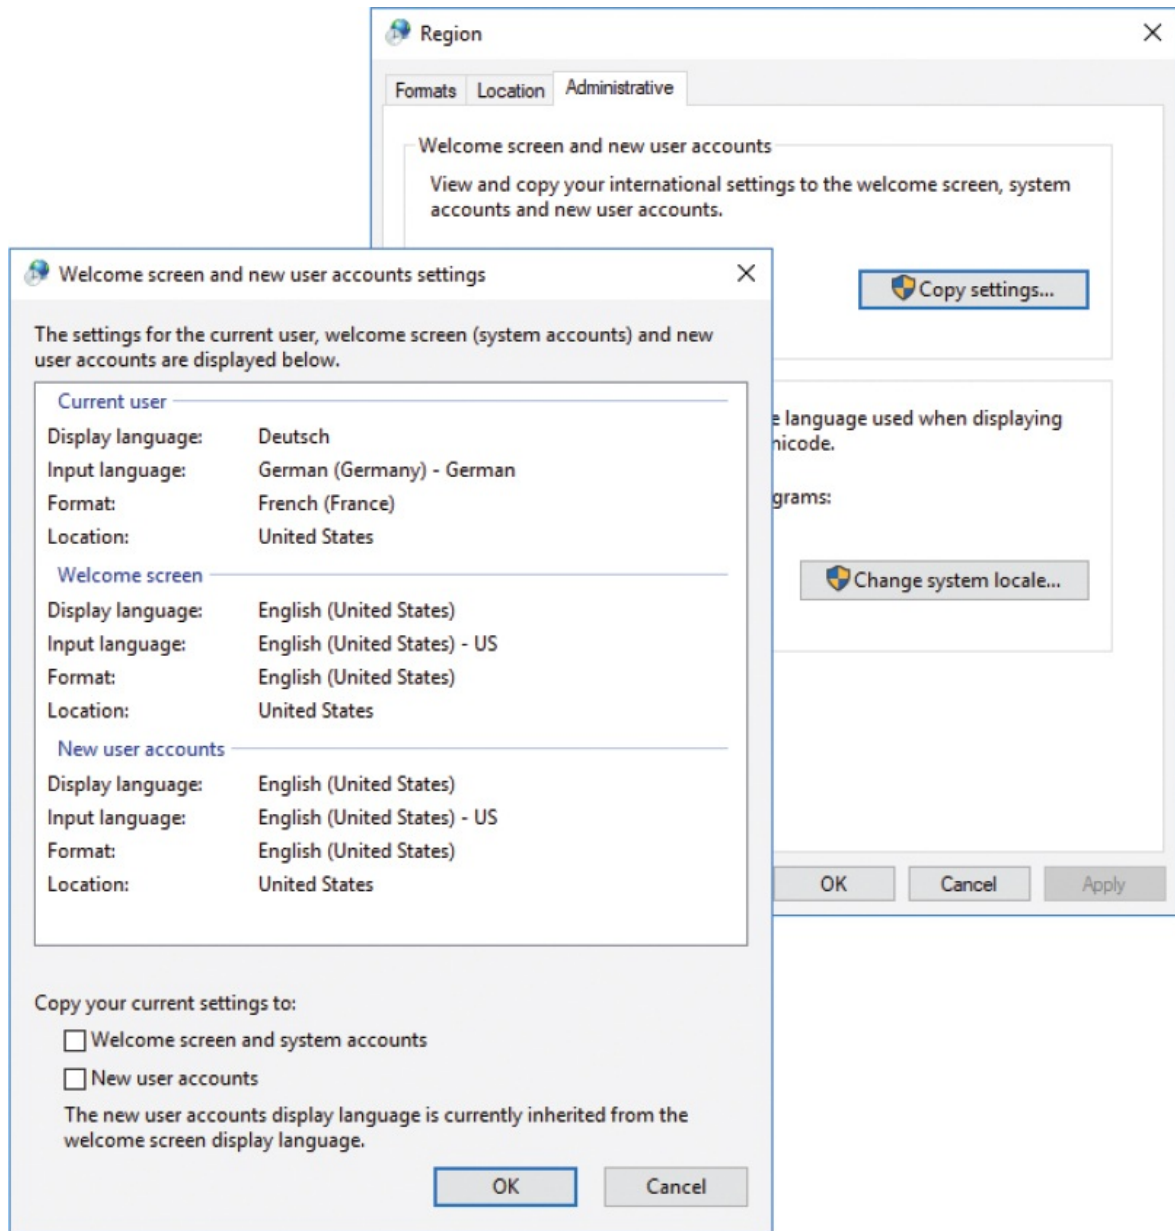 Region
Formats
Location
Administrative
Welcome screen and new user accounts
View and copy your international settings to the welcome screen, system
accounts and new user accounts.
Copy settings...
e language used when displaying
nicode.
grams:
Change system locale...
OK
Cancel
Apply
Welcome screen and new user accounts settings
The settings for the current user, welcome screen (system accounts) and new
user accounts are displayed below.
Current user
Display language: Deutsch
Input language: German (Germany) - German
Format: French (France)
Location: United States
Welcome screen
Display language: English (United States)
Input language: English (United States) - US
Format: English (United States)
Location: United States
New user accounts
Display language: English (United States)
Input language: English (United States) - US
Format: English (United States)
Location: United States
Copy your current settings to:
Welcome screen and system accounts
New user accounts
The new user accounts display language is currently inherited from the
welcome screen display language.
OK
Cancel